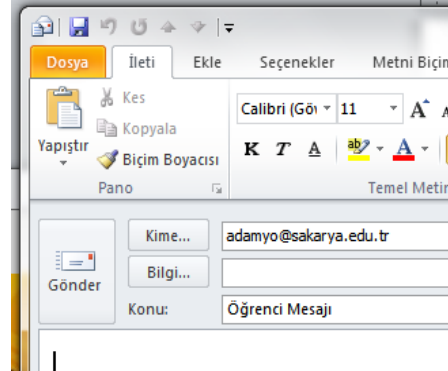 Dosya İleti Ekle Seçenekler Metni Biçim
Kes
Kopyala
Biçim Boyacısı
Yapıştır
Pano
Calibri (Göv 11 A
K T A ab A
Temel Metin
Gönder
Kime... adamyo@sakarya.edu.tr
Bilgi...
Konu: Öğrenci Mesajı